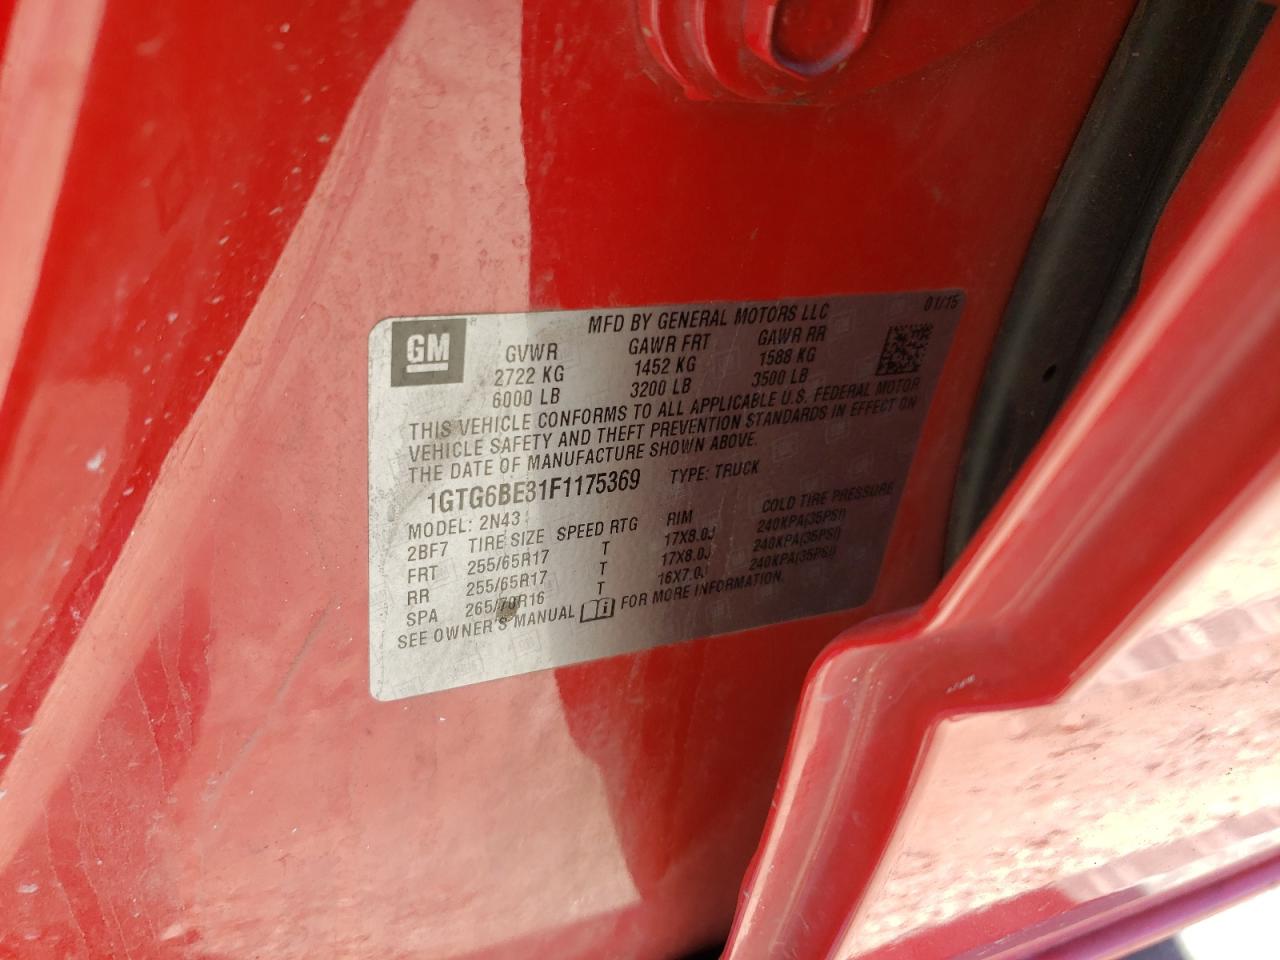 GM
MFD BY GENERAL MOTORS LLC 01/15
GVWR GAWR FRT GAWR RR
2722 KG 1452 KG 1588 KG
6000 LB 3200 LB 3500 LB
THIS VEHICLE CONFORMS TO ALL APPLICABLE U.S. FEDERAL MOTOR
VEHICLE SAFETY AND THEFT PREVENTION STANDARDS IN EFFECT ON
THE DATE OF MANUFACTURE SHOWN ABOVE.
1GTG6BE31F1175369 TYPE: TRUCK
MODEL: 2N43
2BF7 TIRE SIZE SPEED RTG RIM COLD TIRE PRESSURE
FRT 255/65R17 T 17X8.0J 240KPA(35PSI)
RR 255/65R17 T 17X8.0J 240KPA(35PSI)
SPA 265/70R16 T 16X7.0J 240KPA(35PSI)
SEE OWNER'S MANUAL FOR MORE INFORMATION.